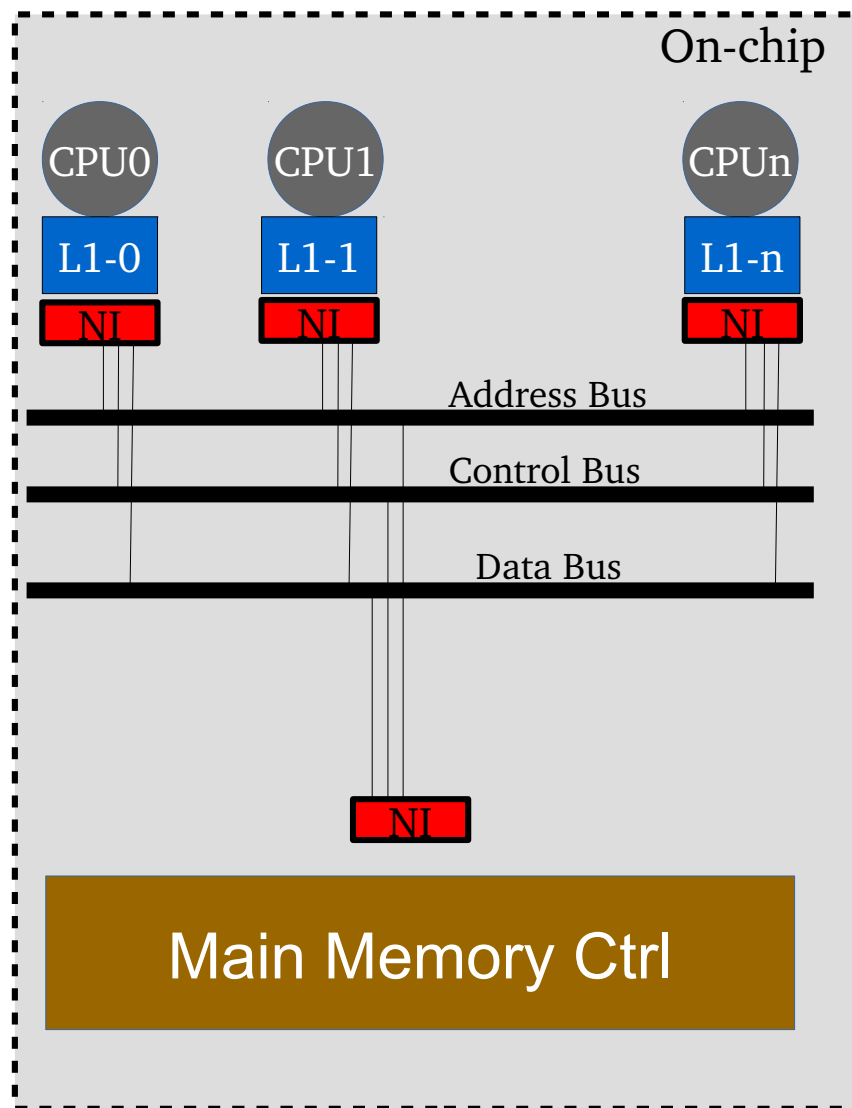 On-chip
CPU0 CPU1 CPUn
L1-0 L1-1 L1-n
NI NI NI
Address Bus
Control Bus
Data Bus
NI
Main Memory Ctrl